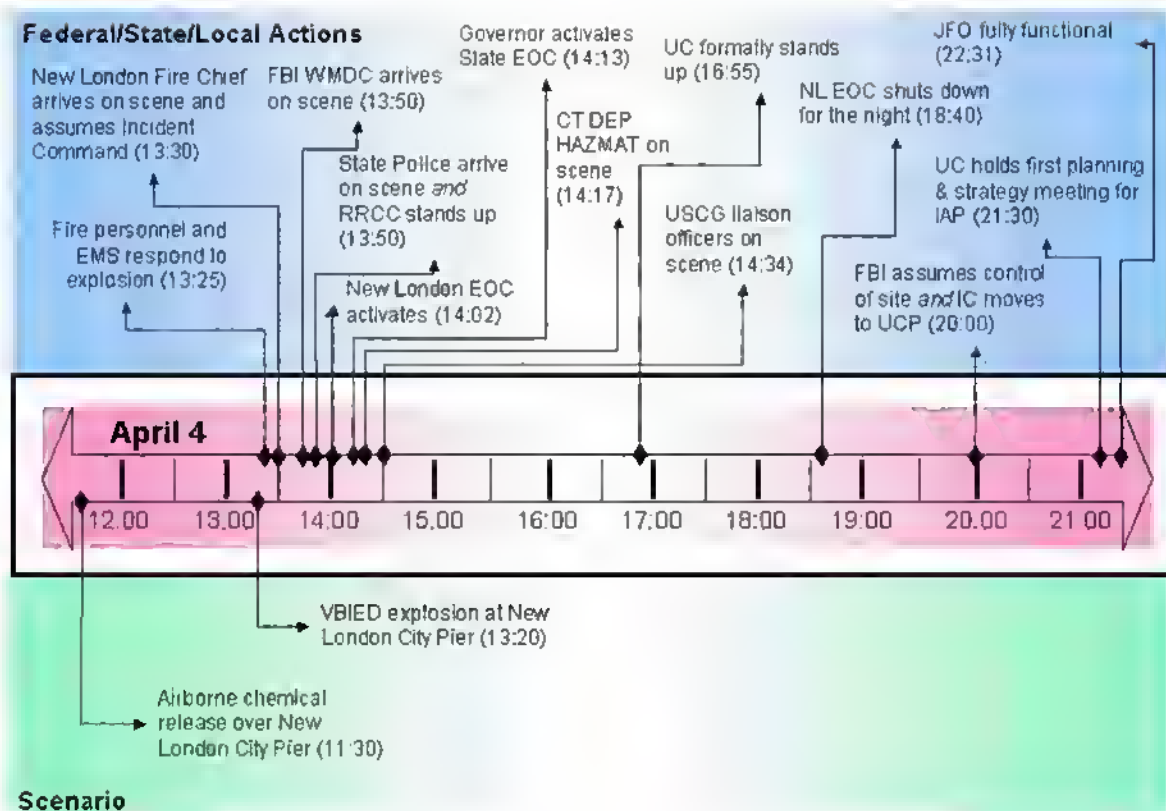 Federal/State/Local Actions
New London Fire Chief
arrives on scene and
assumes Incident
Command (13:30)
FBI WMDC arrives
on scene (13:50)
Governor activates
State EOC (14:13)
UC formally stands
up (16:55)
JFO fully functional
(22:31)
NL EOC shuts down
for the night (18:40)
CT DEP
HAZMAT on
scene
(14:17)
State Police arrive
on scene and
RRCC stands up
(13:50)
UC holds first planning
& strategy meeting for
IAP (21:30)
USCG liaison
officers on
scene (14:34)
Fire personnel and
EMS respond to
explosion (13:25)
New London EOC
activates (14:02)
FBI assumes control
of site and IC moves
to UCP (20:00)
April 4
12:00 13:00 14:00 15:00 16:00 17:00 18:00 19:00 20:00 21:00
VBIED explosion at New
London City Pier (13:20)
Airborne chemical
release over New
London City Pier (11:30)
Scenario